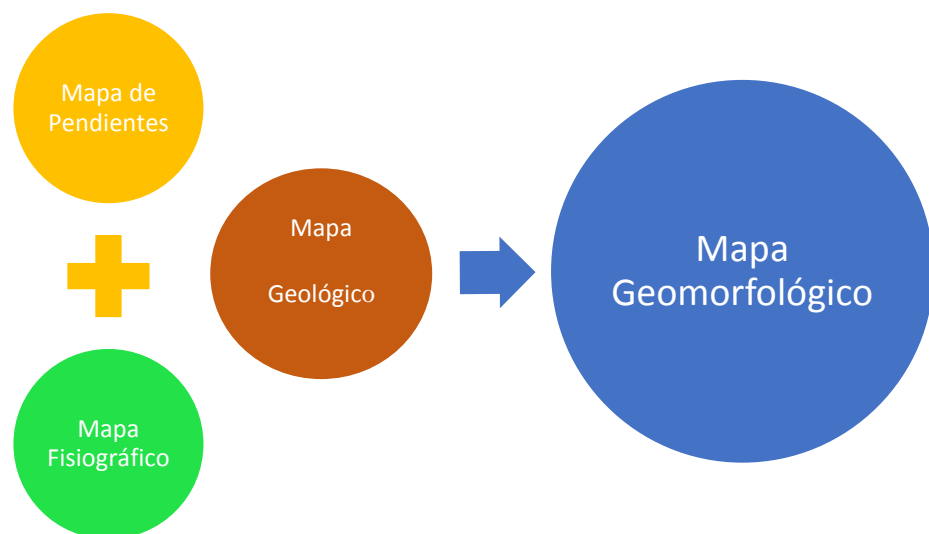 Mapa de
Pendientes
Mapa
Fisiográfico
Mapa
Geológico
Mapa
Geomorfológico